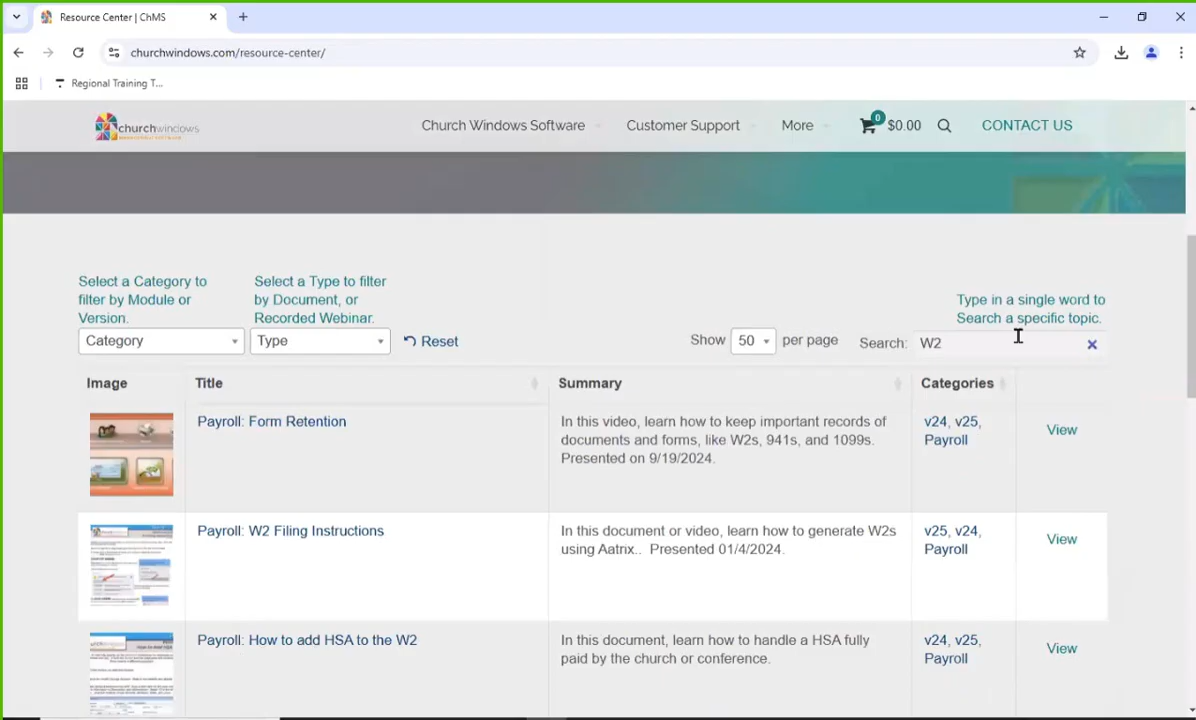 Resource Center | ChMS
churchwindows.com/resource-center/
Regional Training T...
churchwindows
Church Windows Software
Customer Support
More
0
$0.00
CONTACT US
Select a Category to
filter by Module or
Version.
Select a Type to filter
by Document, or
Recorded Webinar.
Type in a single word to
Search a specific topic.
Category
Type
Reset
Show 50 per page
Search: W2
Image Title Summary Categories
Payroll: Form Retention
In this video, learn how to keep important records of
documents and forms, like W2s, 941s, and 1099s.
Presented on 9/19/2024.
v24, v25,
Payroll
View
Payroll: W2 Filing Instructions
In this document or video, learn how to generate W2s
using Aatrix.. Presented 01/4/2024.
v25, v24,
Payroll
View
Payroll: How to add HSA to the W2
In this document, learn how to handle a HSA fully
paid by the church or conference.
v24, v25,
Payroll
View